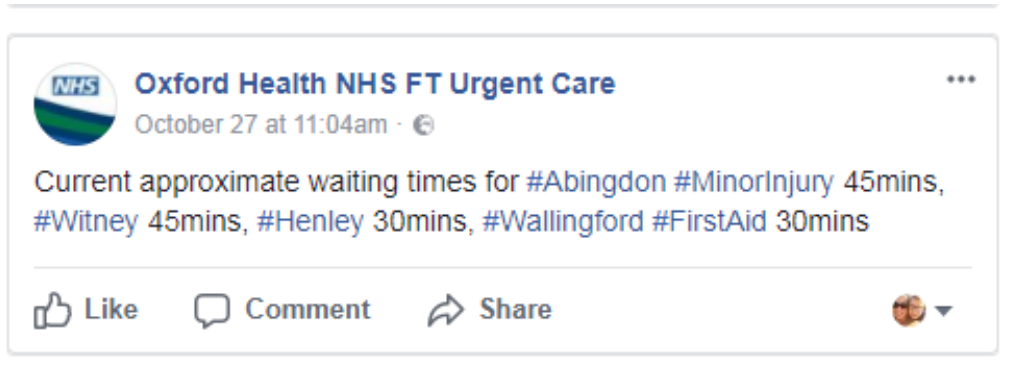 NHS
Oxford Health NHS FT Urgent Care
October 27 at 11:04am ·
Current approximate waiting times for #Abingdon #MinorInjury 45mins,
#Witney 45mins, #Henley 30mins, #Wallingford #FirstAid 30mins
Like Comment Share